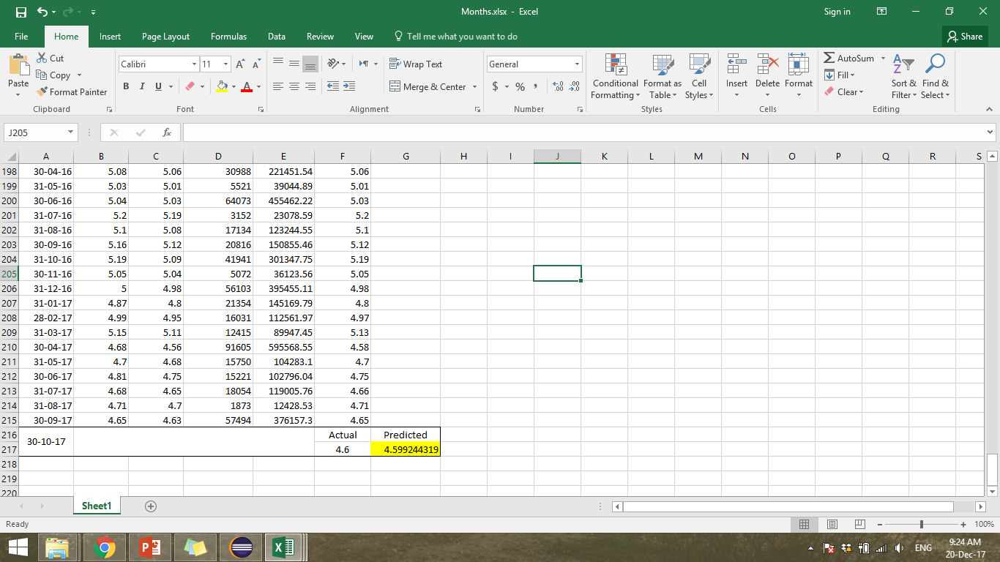 Months.xlsx - Excel
Sign in
File Home Insert Page Layout Formulas Data Review View Tell me what you want to do Share
Paste Cut Copy Format Painter
Calibri 11
B I U A A A
Wrap Text
Merge & Center
General
$ % ,
Conditional Formatting Format as Table Cell Styles
Insert Delete Format
AutoSum Fill Clear
Sort & Filter Find & Select
Clipboard Font Alignment Number Styles Cells Editing
J205 fx
A B C D E F G H I J K L M N O P Q R S
198 30-04-16 5.08 5.06 30988 221451.54 5.06
199 31-05-16 5.03 5.01 5521 39044.89 5.01
200 30-06-16 5.04 5.03 64073 455462.22 5.03
201 31-07-16 5.2 5.19 3152 23078.59 5.2
202 31-08-16 5.1 5.08 17134 123244.55 5.1
203 30-09-16 5.16 5.12 20816 150855.46 5.12
204 31-10-16 5.19 5.09 41941 301347.75 5.19
205 30-11-16 5.05 5.04 5072 36123.56 5.05
206 31-12-16 5 4.98 56103 395455.11 4.98
207 31-01-17 4.87 4.8 21354 145169.79 4.8
208 28-02-17 4.99 4.95 16031 112561.97 4.97
209 31-03-17 5.15 5.11 12415 89947.45 5.13
210 30-04-17 4.68 4.56 91605 595568.55 4.58
211 31-05-17 4.7 4.68 15750 104283.1 4.7
212 30-06-17 4.81 4.75 15221 102796.04 4.75
213 31-07-17 4.68 4.65 18054 119005.76 4.66
214 31-08-17 4.71 4.7 1873 12428.53 4.71
215 30-09-17 4.65 4.63 57494 376157.3 4.65
216 30-10-17 Actual Predicted
217 4.6 4.599244319
218
219
220
Sheet1
Ready 100%
ENG 9:24 AM
20-Dec-17